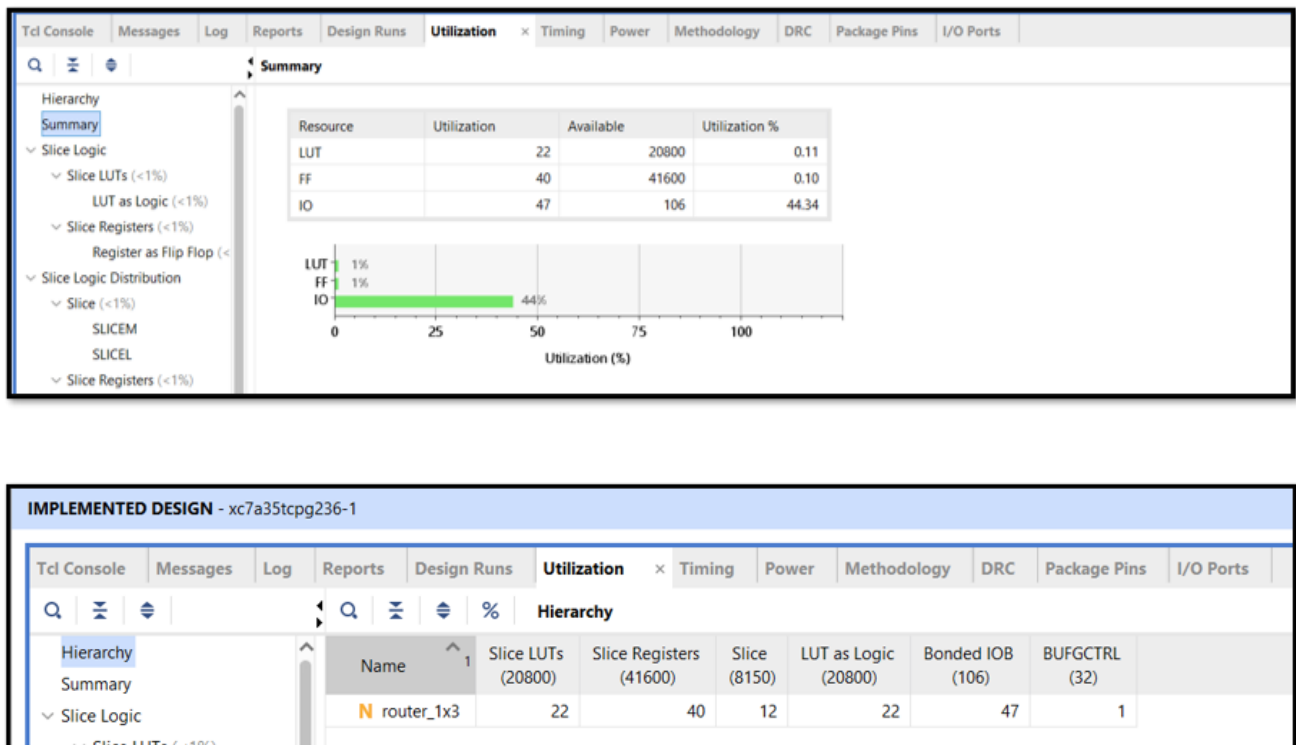 Tcl Console Messages Log Reports Design Runs Utilization × Timing Power Methodology DRC Package Pins I/O Ports
Summary
Hierarchy
Summary
Slice Logic
Slice LUTs (<1%)
LUT as Logic (<1%)
Slice Registers (<1%)
Register as Flip Flop (<
Slice Logic Distribution
Slice (<1%)
SLICEM
SLICEL
Slice Registers (<1%)
Resource Utilization Available Utilization %
LUT 22 20800 0.11
FF 40 41600 0.10
IO 47 106 44.34
LUT 1%
FF 1%
IO 44%
0 25 50 75 100
Utilization (%)
IMPLEMENTED DESIGN - xc7a35tcpg236-1
Tcl Console Messages Log Reports Design Runs Utilization × Timing Power Methodology DRC Package Pins I/O Ports
% Hierarchy
Hierarchy
Summary
Slice Logic
Slice LUTs (<1%)
Name 1 Slice LUTs Slice Registers Slice LUT as Logic Bonded IOB BUFGCTRL
(20800) (41600) (8150) (20800) (106) (32)
N router_1x3 22 40 12 22 47 1